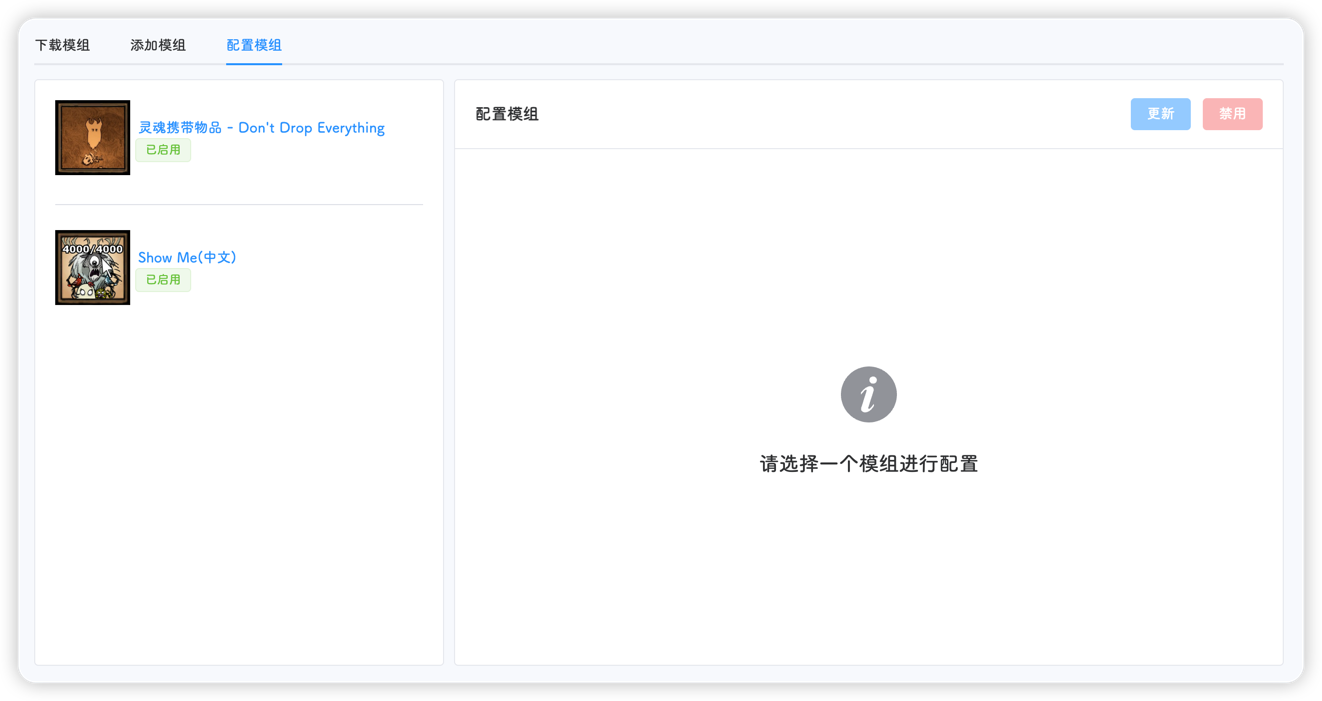 下载模组
添加模组
配置模组
灵魂携带物品 - Don't Drop Everything
已启用
4000/4000
Show Me(中文)
已启用
配置模组
更新
禁用
请选择一个模组进行配置